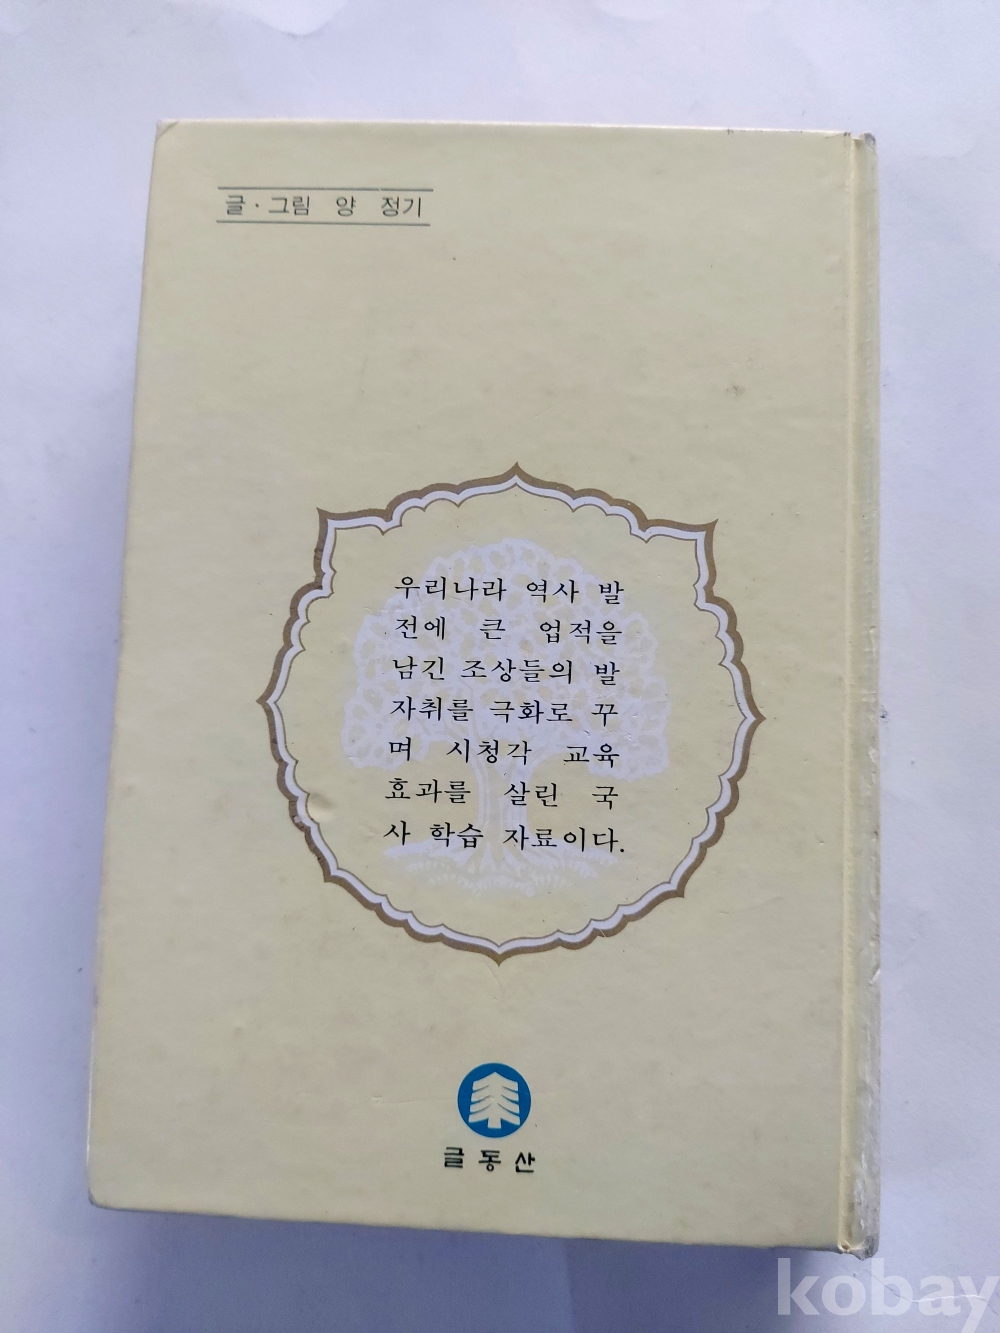 글·그림 양 정기
우리나라 역사 발
전에 큰 업적을
남긴 조상들의 발
자취를 극화로 꾸
며 시청각 교육
효과를 살린 국
사 학습 자료이다.
글동산
kobay